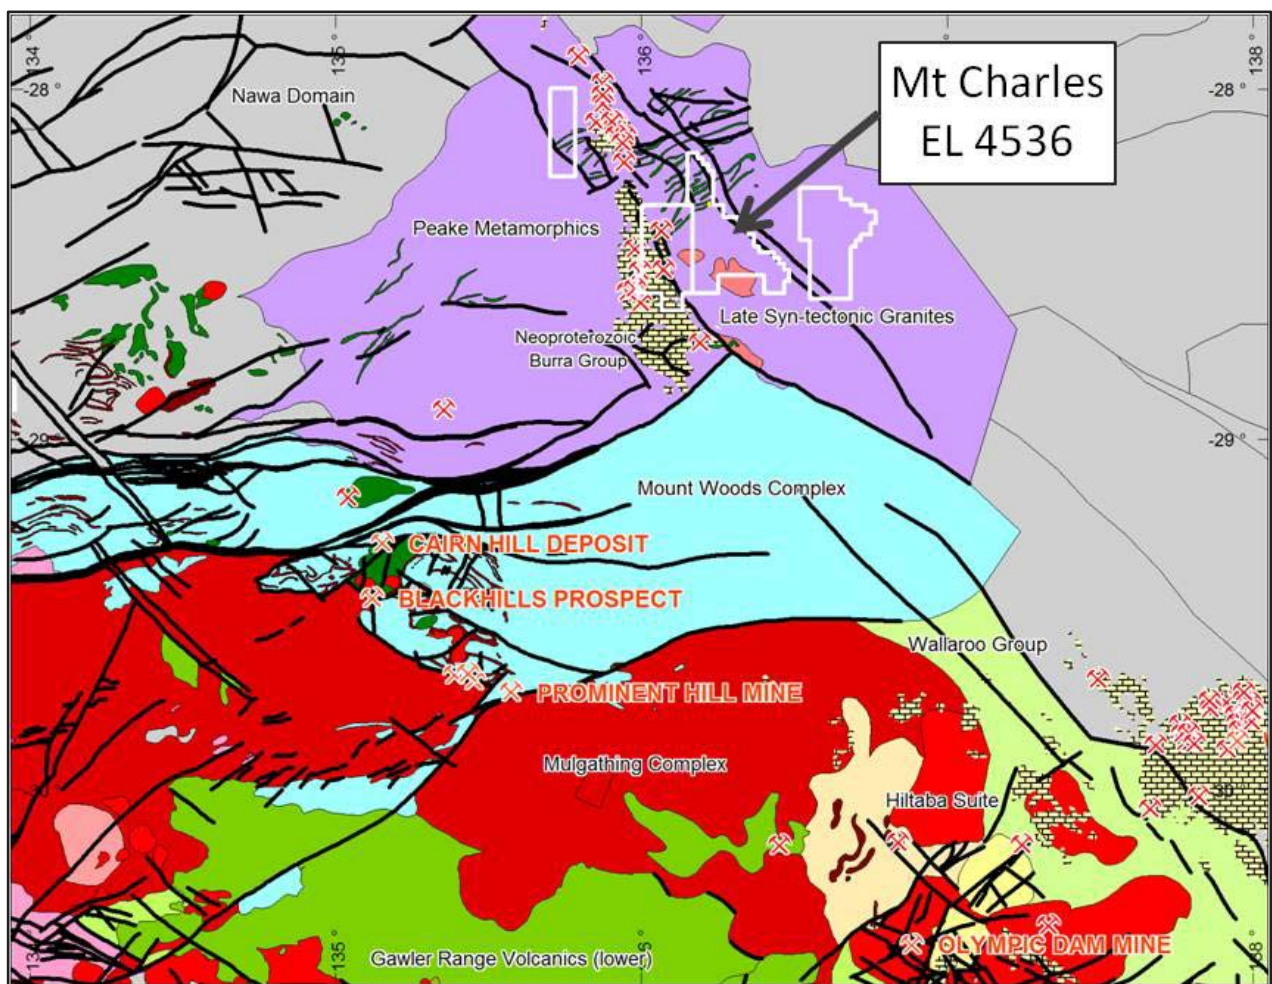 134 °
135 °
136 °
138 °
-28 °
-28 °
Mt Charles
EL 4536
Nawa Domain
Peake Metamorphics
Late Syn-tectonic Granites
Neoproterozoic
Burra Group
-29 °
-29 °
Mount Woods Complex
CAIRN HILL DEPOSIT
BLACKHILLS PROSPECT
Wallaroo Group
PROMINENT HILL MINE
Mulgathing Complex
Hiltaba Suite
OLYMPIC DAM MINE
Gawler Range Volcanics (lower)
135 °